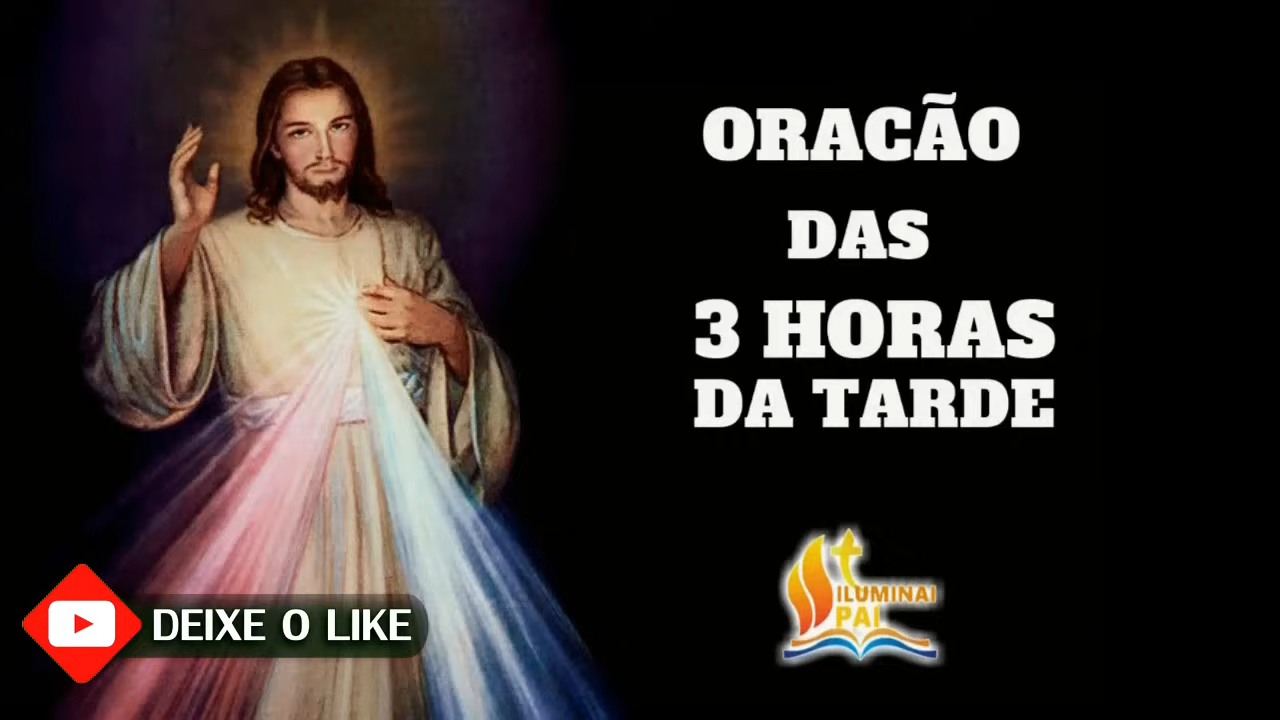 ORACÃO
DAS
3 HORAS
DA TARDE
ILUMINAI
PAI
DEIXE O LIKE